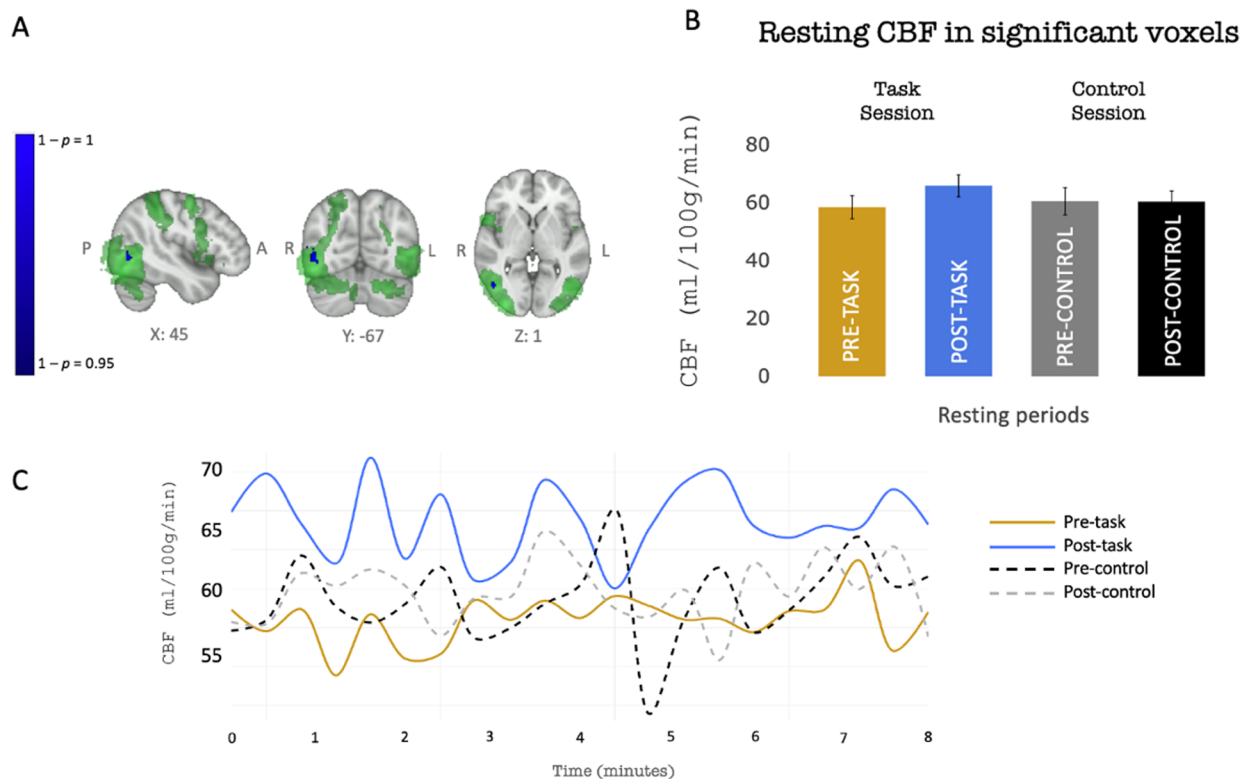 A
1 – p = 1
1 – p = 0.95
P
A
R
L
R
L
X: 45
Y: -67
Z: 1
B
Resting CBF in significant voxels
Task
Session
Control
Session
CBF (ml/100g/min)
80
60
40
20
0
PRE-TASK
POST-TASK
PRE-CONTROL
POST-CONTROL
Resting periods
C
CBF (ml/100g/min)
70
65
60
55
0 1 2 3 4 5 6 7 8
Time (minutes)
Pre-task
Post-task
Pre-control
Post-control